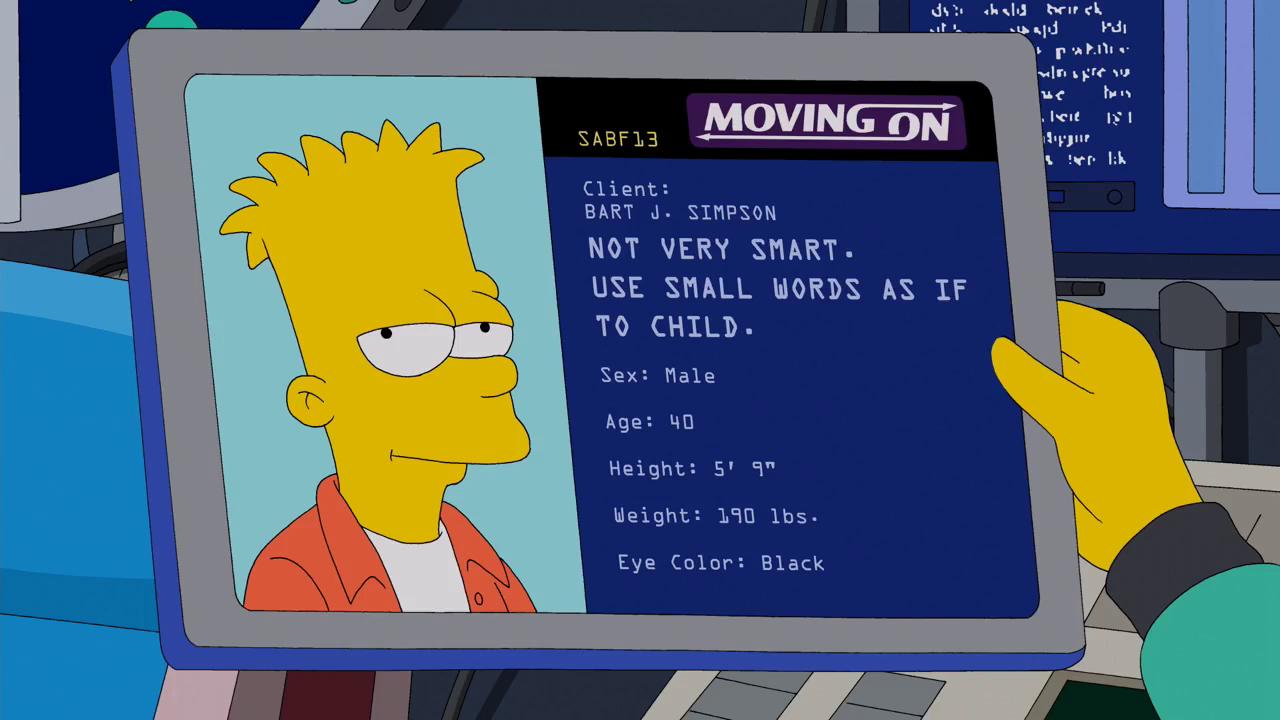 MOVING ON
SABF13
Client:
BART J. SIMPSON
NOT VERY SMART.
USE SMALL WORDS AS IF
TO CHILD.
Sex: Male
Age: 40
Height: 5' 9"
Weight: 190 lbs.
Eye Color: Black